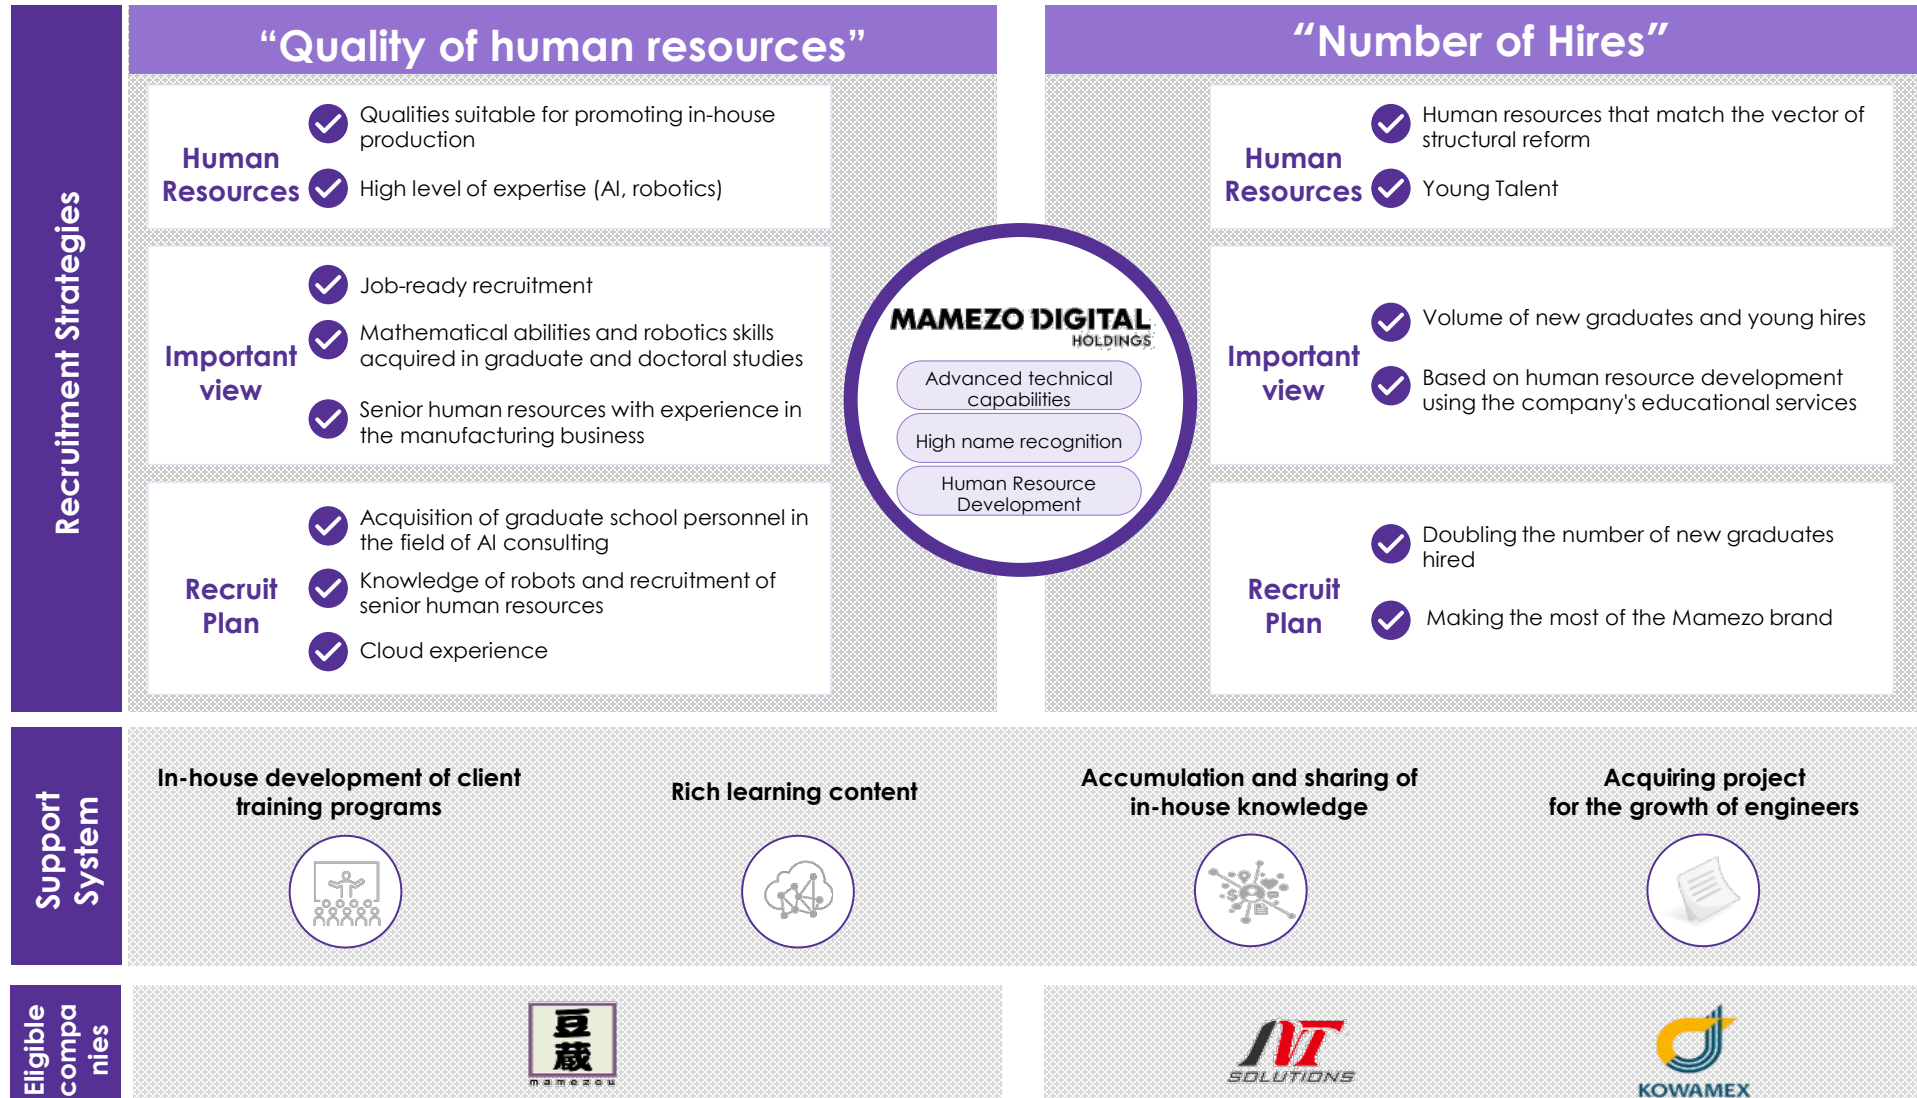 Recruitment Strategies
“Quality of human resources”
Human
Resources
Qualities suitable for promoting in-house
production
High level of expertise (AI, robotics)
Important
view
Job-ready recruitment
Mathematical abilities and robotics skills
acquired in graduate and doctoral studies
Senior human resources with experience in
the manufacturing business
Recruit
Plan
Acquisition of graduate school personnel in
the field of AI consulting
Knowledge of robots and recruitment of
senior human resources
Cloud experience
MAMEZO DIGITAL
HOLDINGS
Advanced technical
capabilities
High name recognition
Human Resource
Development
“Number of Hires”
Human
Resources
Human resources that match the vector of
structural reform
Young Talent
Important
view
Volume of new graduates and young hires
Based on human resource development
using the company's educational services
Recruit
Plan
Doubling the number of new graduates
hired
Making the most of the Mamezo brand
Support
System
In-house development of client
training programs
Rich learning content
Accumulation and sharing of
in-house knowledge
Acquiring project
for the growth of engineers
Eligible
compa
nies
豆
蔵
mamezou
NT
SOLUTIONS
KOWAMEX